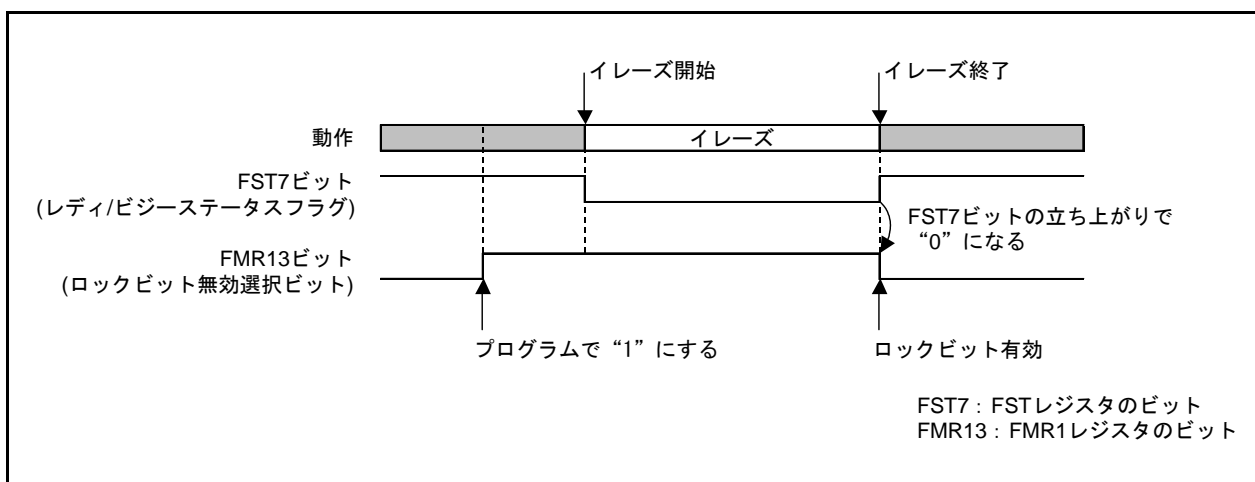 イレーズ開始
イレーズ終了
動作
イレーズ
FST7ビット
(レディ/ビジーステータスフラグ)
FST7ビットの立ち上がりで
“0”になる
FMR13ビット
(ロックビット無効選択ビット)
プログラムで“1”にする
ロックビット有効
FST7：FSTレジスタのビット
FMR13：FMR1レジスタのビット